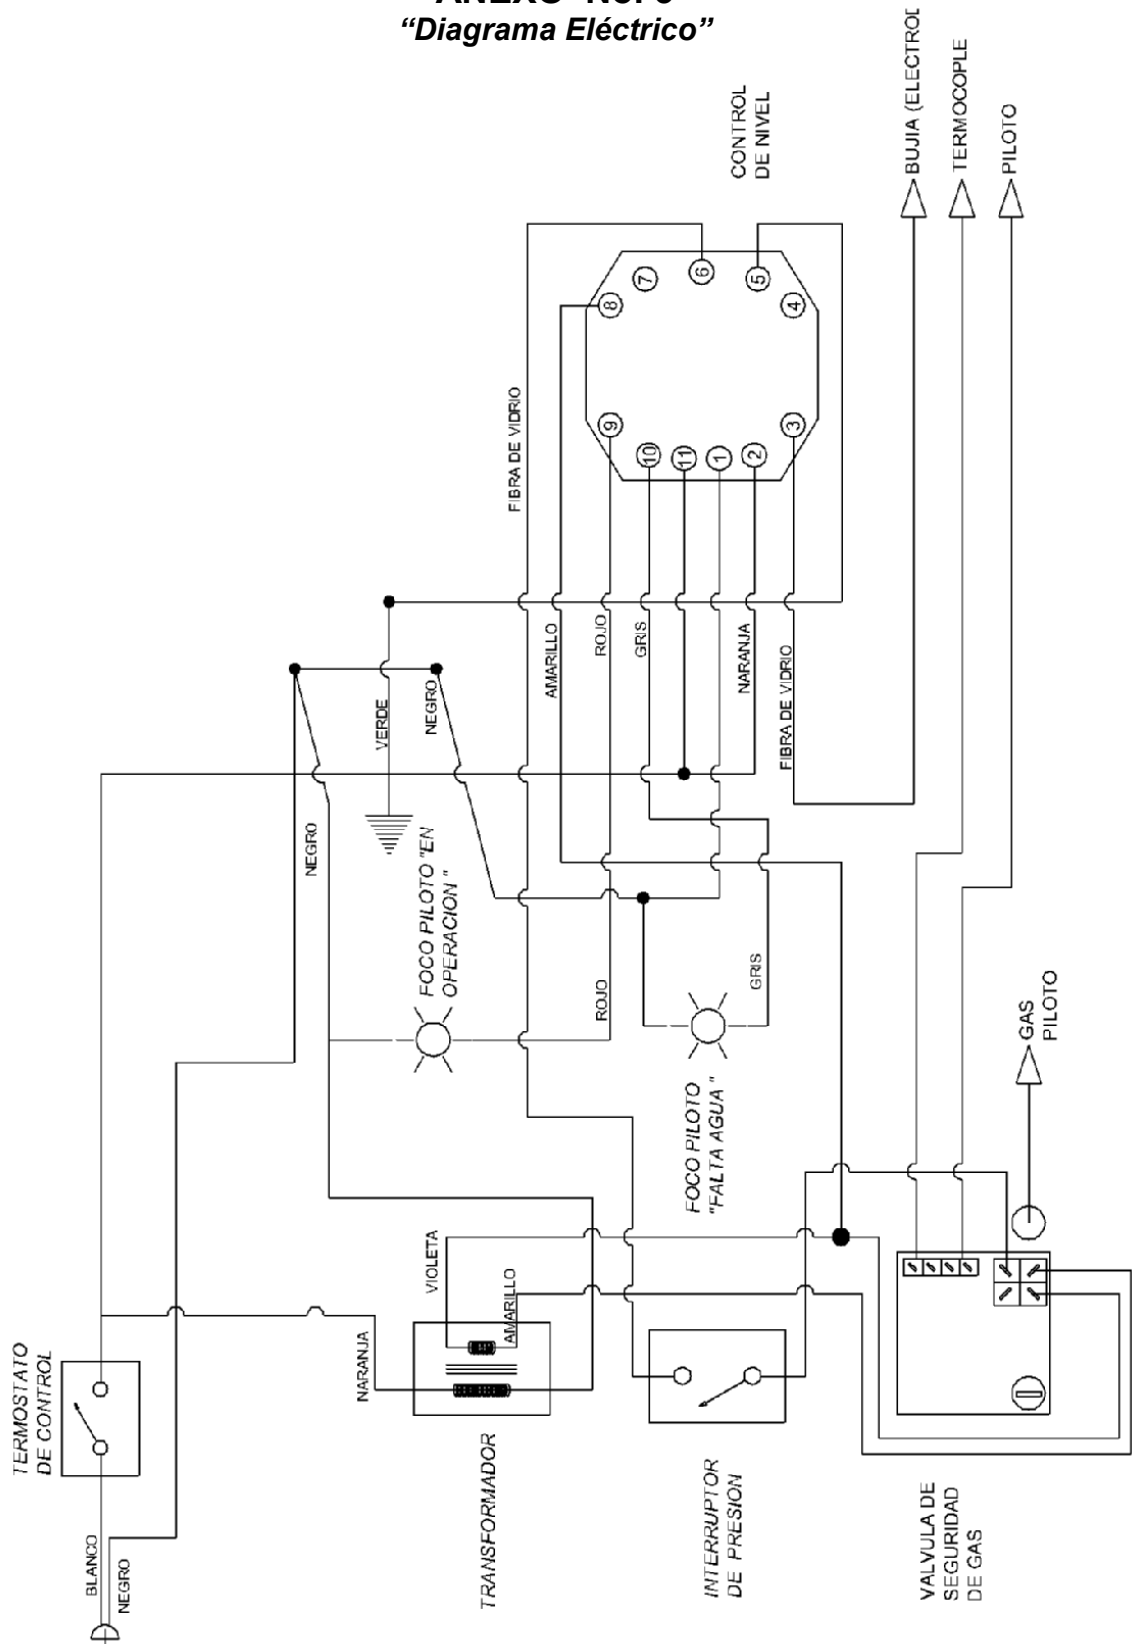 ANEXO No.
“Diagrama Eléctrico”
TERMOSTATO
DE CONTROL
BLANCO
NEGRO
NARANJA
TRANSFORMADOR
VIOLETA
AMARILLO
INTERRUPTOR
DE PRESION
VALVULA DE
SEGURIDAD
DE GAS
GAS
PILOTO
NEGRO
FOCO PILOTO "EN
OPERACION "
ROJO
FOCO PILOTO
"FALTA AGUA "
GRIS
VERDE
NEGRO
AMARILLO
ROJO
GRIS
NARANJA
FIBRA DE VIDRIO
FIBRA DE VIDRIO
9
10
11
1
2
3
8
7
6
5
4
CONTROL
DE NIVEL
BUJIA (ELECTROD
TERMOCOPLE
PILOTO